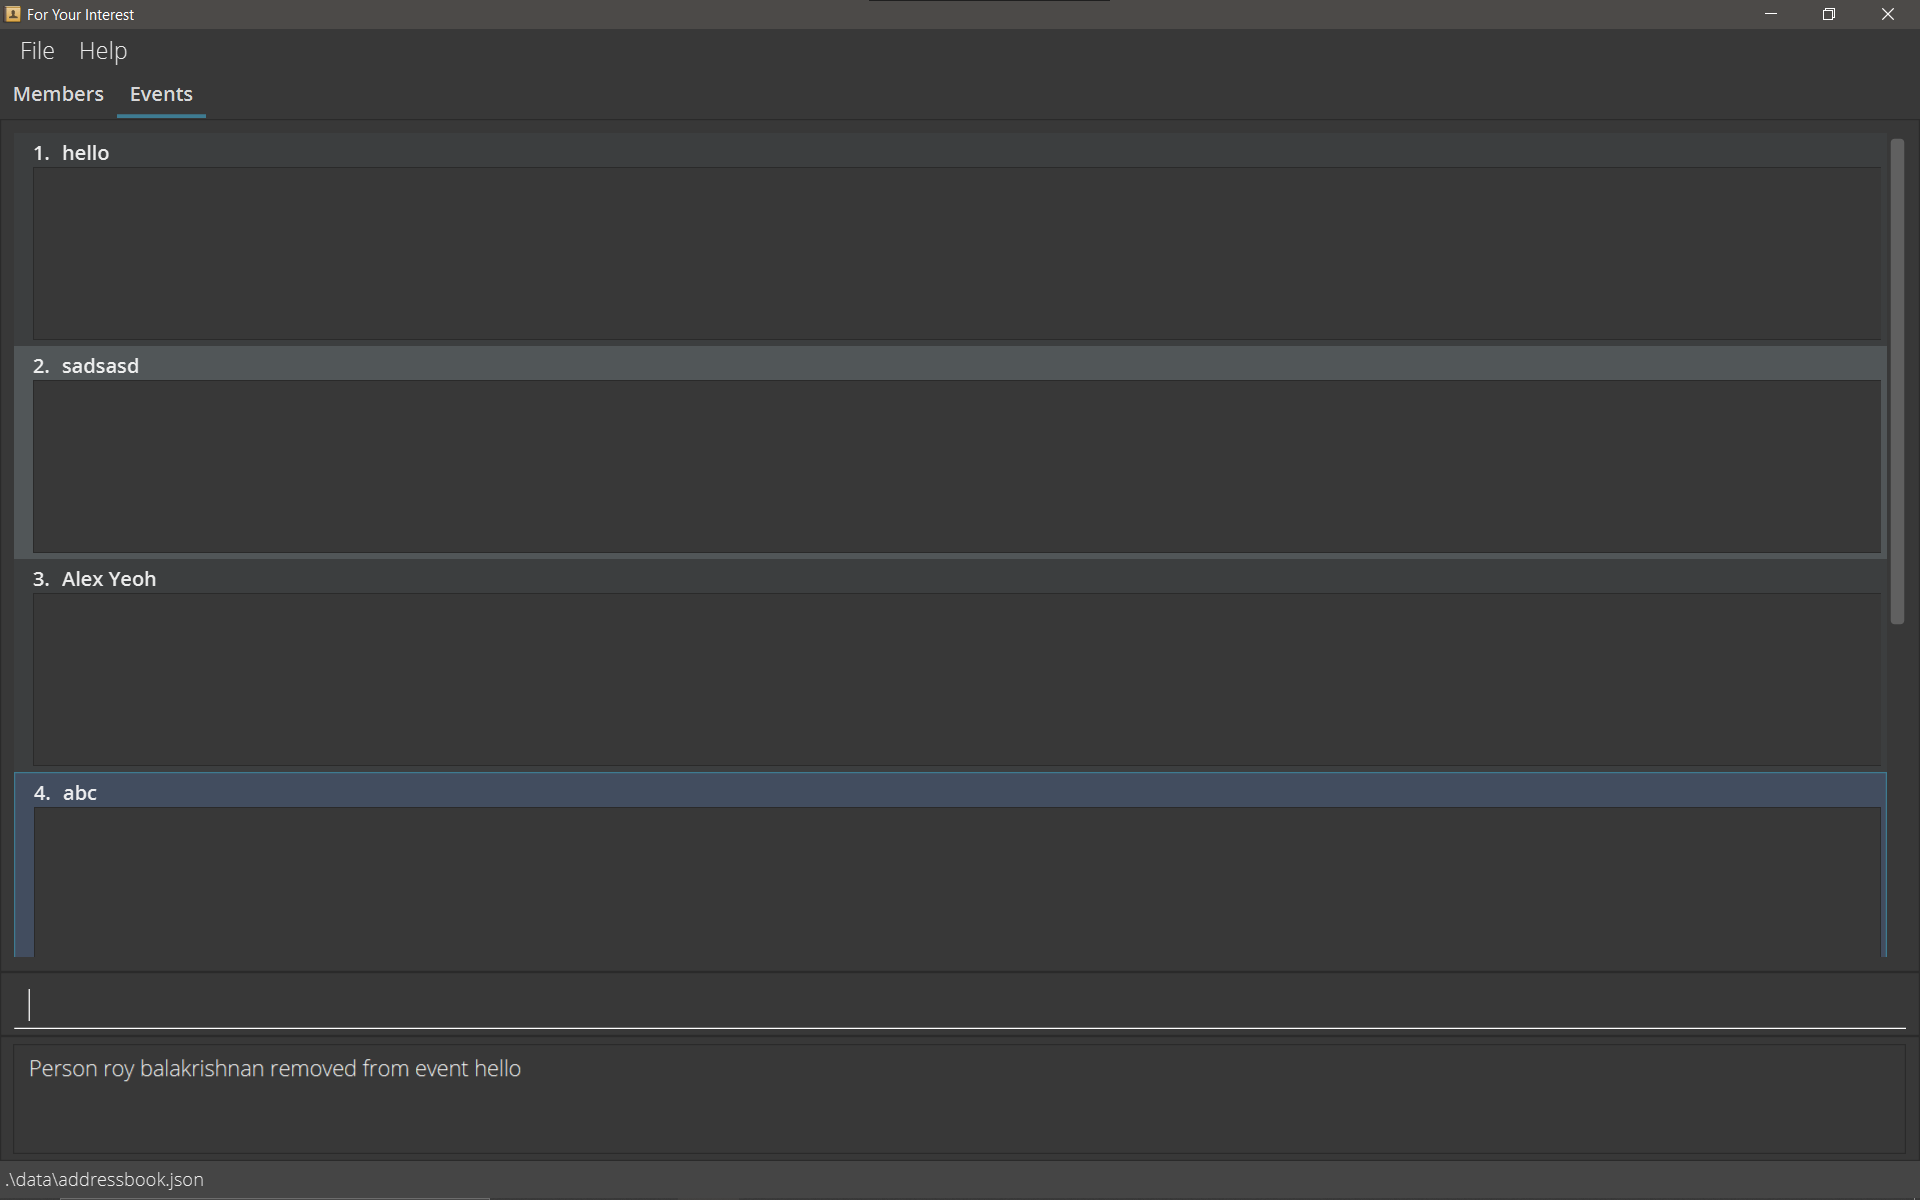 For Your Interest
File Help
Members Events
1. hello
2. sadsasd
3. Alex Yeoh
4. abc
Person roy balakrishnan removed from event hello
.\data\addressbook.json